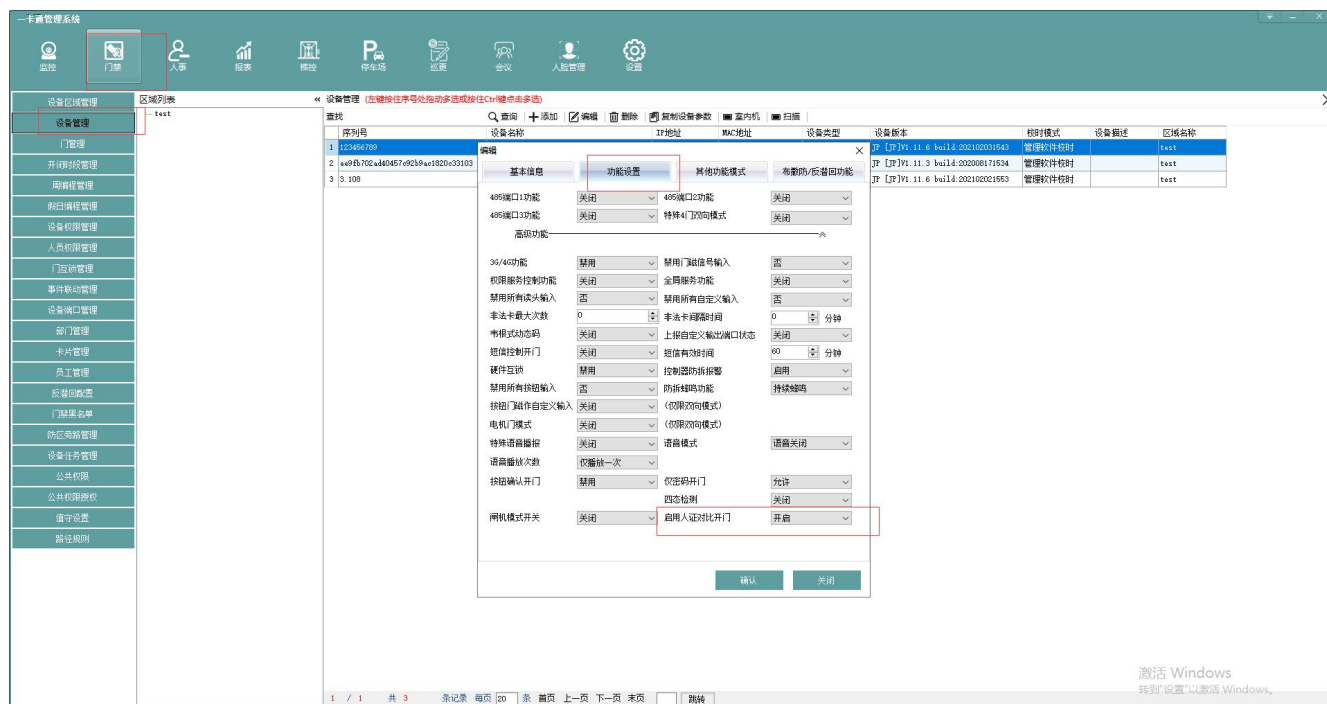 一卡通管理系统
监控 门禁 人事 报表 梯控 停车场 巡更 会议 人脸管理 设置
设备区域管理
设备管理
门管理
开闭时段管理
周编程管理
假日编程管理
设备权限管理
人员权限管理
门互锁管理
事件联动管理
设备端口管理
部门管理
卡片管理
员工管理
反潜回配置
门禁黑名单
防区旁路管理
设备任务管理
公共权限
公共权限授权
值守设置
路径规则
区域列表 «
test
设备管理 (左键按住序号处拖动多选或按住Ctrl键点击多选)
查找 查询 添加 编辑 删除 复制设备参数 室内机 扫描
序列号 设备名称 IP地址 MAC地址 设备类型 设备版本 校时模式 设备描述 区域名称
1 123456789 JP [JP]V1.11.6 build:202102031543 管理软件校时 test
2 ee9fb702ad40457c92b9ac1820c33103 JP [JP]V1.11.3 build:202008171534 管理软件校时 test
3 3.108 JP [JP]V1.11.6 build:202102021553 管理软件校时 test
编辑
基本信息 功能设置 其他功能模式 布撤防/反潜回功能
485端口1功能 关闭 485端口2功能 关闭
485端口3功能 关闭 特殊4门双向模式 关闭
高级功能
3G/4G功能 禁用 禁用门磁信号输入 否
权限服务控制功能 关闭 全局服务功能 关闭
禁用所有读头输入 否 禁用所有自定义输入 否
非法卡最大次数 0 非法卡间隔时间 0 分钟
韦根式动态码 关闭 上报自定义输出端口状态 关闭
短信控制开门 关闭 短信有效时间 60 分钟
硬件互锁 禁用 控制器防拆报警 启用
禁用所有按钮输入 否 防拆蜂鸣功能 持续蜂鸣
按钮门磁作自定义输入 关闭 (仅限双向模式)
电机门模式 关闭 (仅限双向模式)
特殊语音播报 关闭 语音模式 语音关闭
语音播放次数 仅播放一次
按钮确认开门 禁用 仅密码开门 允许
四态检测 关闭
闸机模式开关 关闭 启用人证对比开门 开启
确认 关闭
激活 Windows
转到"设置"以激活 Windows。
1 / 1 共 3 条记录 每页 20 条 首页 上一页 下一页 末页 跳转